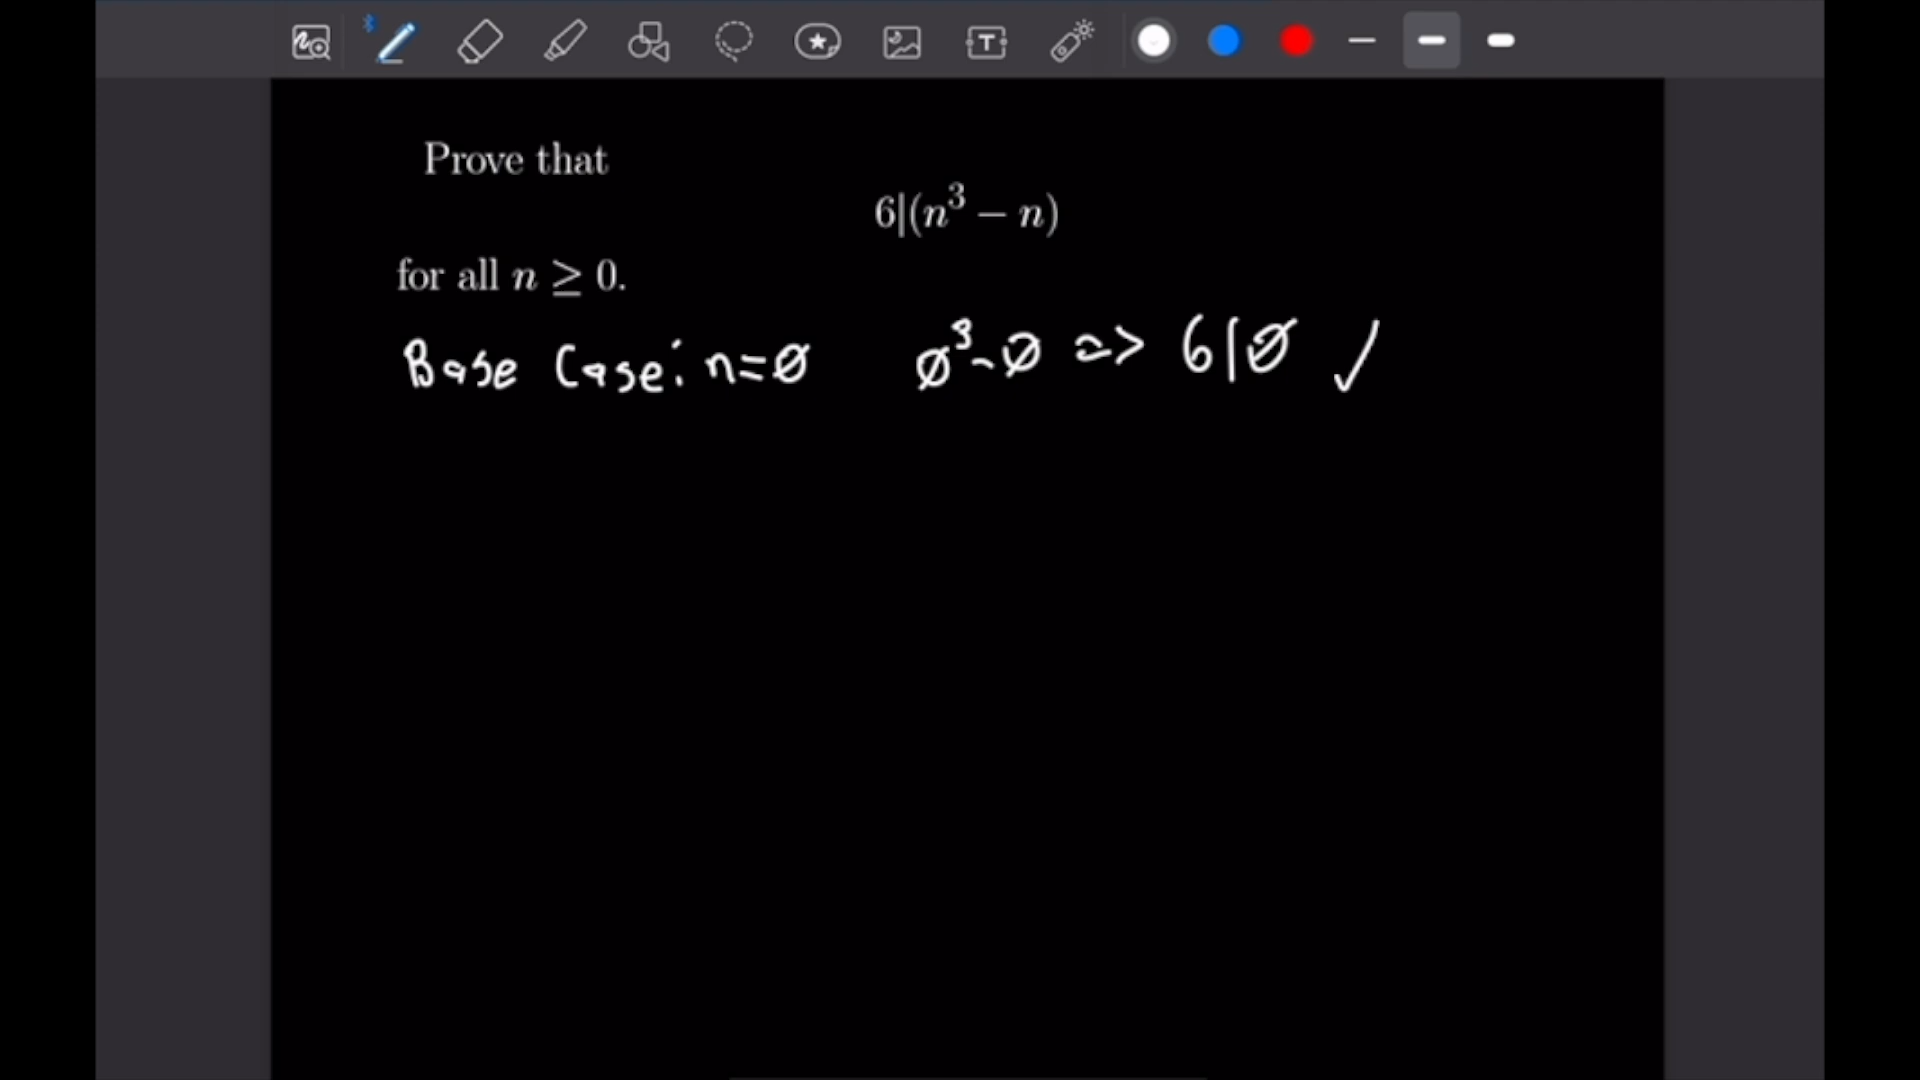 Prove that
6|(n³ − n)
for all n ≥ 0.
Base Case: n=0 0³-0 => 6|0 ✓